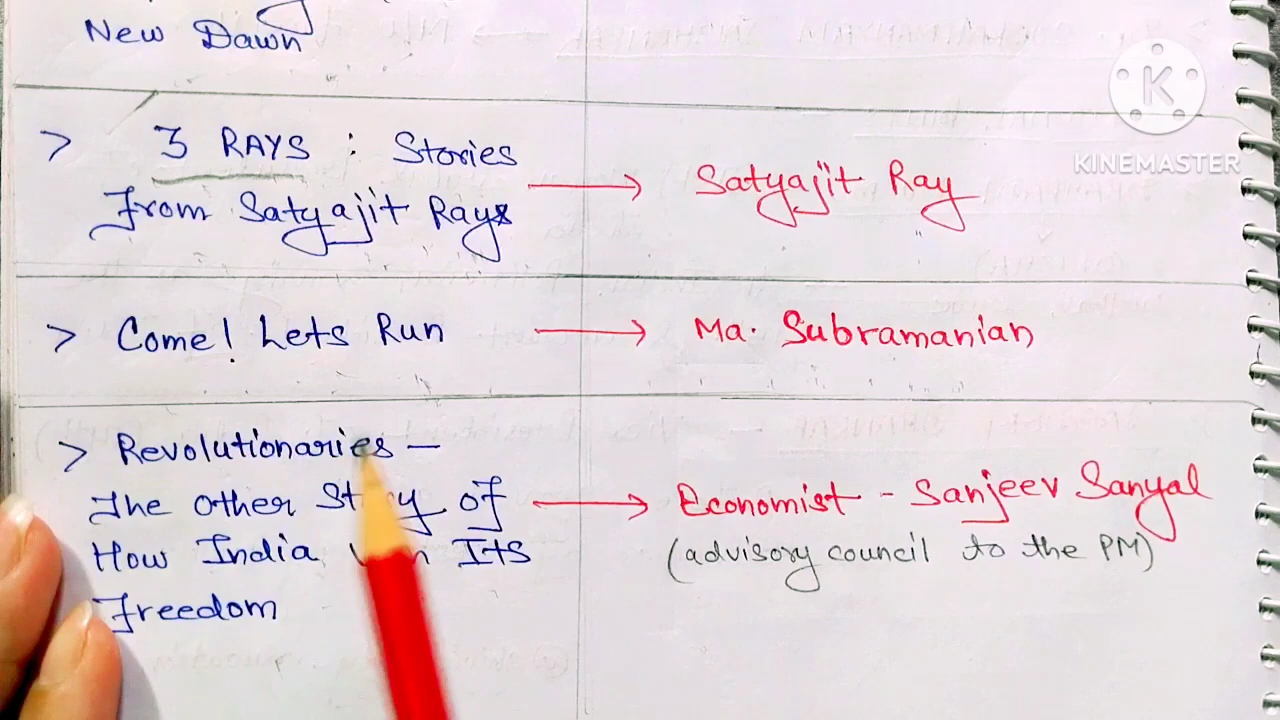 New Dawn
> 3 RAYS : Stories
From Satyajit Ray
→ Satyajit Ray
> Come! Lets Run → Ma. Subramanian
> Revolutionaries —
The Other of
How India Its
Freedom
→ Economist - Sanjeev Sanyal
(advisory council to the PM)
K
KINEMASTER